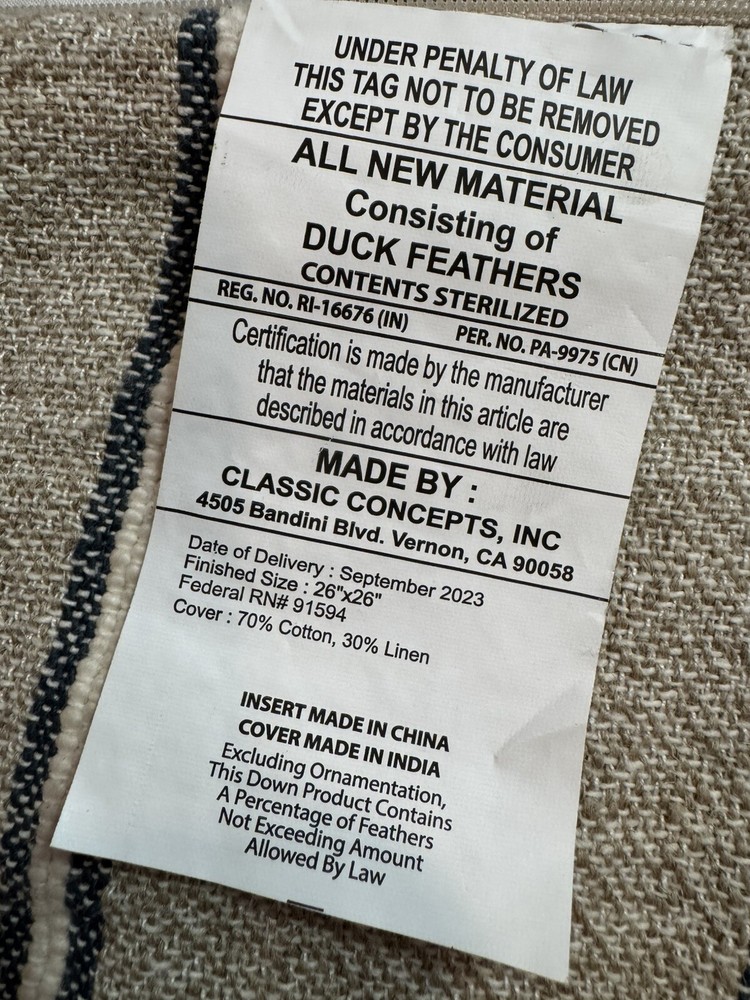 UNDER PENALTY OF LAW
THIS TAG NOT TO BE REMOVED
EXCEPT BY THE CONSUMER
ALL NEW MATERIAL
Consisting of
DUCK FEATHERS
CONTENTS STERILIZED
REG. NO. RI-16676 (IN) PER. NO. PA-9975 (CN)
Certification is made by the manufacturer
that the materials in this article are
described in accordance with law
MADE BY :
CLASSIC CONCEPTS, INC
4505 Bandini Blvd. Vernon, CA 90058
Date of Delivery : September 2023
Finished Size : 26"x26"
Federal RN# 91594
Cover : 70% Cotton, 30% Linen
INSERT MADE IN CHINA
COVER MADE IN INDIA
Excluding Ornamentation,
This Down Product Contains
A Percentage of Feathers
Not Exceeding Amount
Allowed By Law